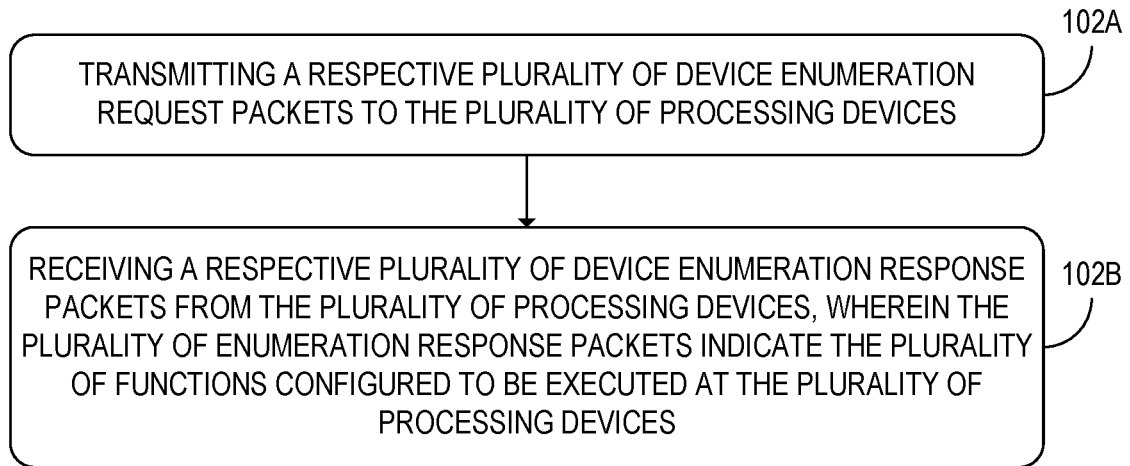 102A
TRANSMITTING A RESPECTIVE PLURALITY OF DEVICE ENUMERATION
REQUEST PACKETS TO THE PLURALITY OF PROCESSING DEVICES
102B
RECEIVING A RESPECTIVE PLURALITY OF DEVICE ENUMERATION RESPONSE
PACKETS FROM THE PLURALITY OF PROCESSING DEVICES, WHEREIN THE
PLURALITY OF ENUMERATION RESPONSE PACKETS INDICATE THE PLURALITY
OF FUNCTIONS CONFIGURED TO BE EXECUTED AT THE PLURALITY OF
PROCESSING DEVICES